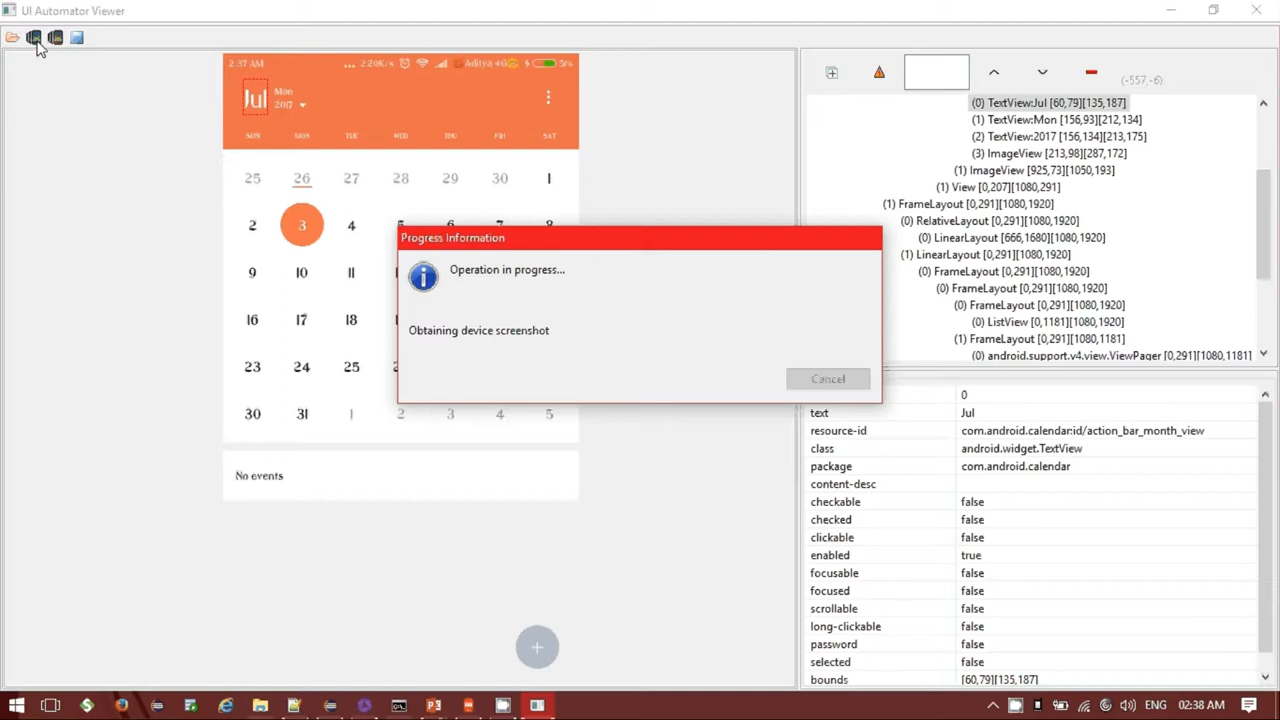 UI Automator Viewer
2:37 AM
... 2.20K/s
Aditya 4G
5%
Jul
Mon
2017
SUN MON TUE WED THU FRI SAT
25 26 27 28 29 30 1
2 3 4 5 6 7 8
9 10 11
16 17 18
23 24 25
30 31 1 2 3 4 5
No events
+
Progress Information
Operation in progress...
Obtaining device screenshot
Cancel
(-557,-6)
(0) TextView:Jul [60,79][135,187]
(1) TextView:Mon [156,93][212,134]
(2) TextView:2017 [156,134][213,175]
(3) ImageView [213,98][287,172]
(1) ImageView [925,73][1050,193]
(1) View [0,207][1080,291]
(1) FrameLayout [0,291][1080,1920]
(0) RelativeLayout [0,291][1080,1920]
(0) LinearLayout [666,1680][1080,1920]
(1) LinearLayout [0,291][1080,1920]
(0) FrameLayout [0,291][1080,1920]
(0) FrameLayout [0,291][1080,1920]
(0) FrameLayout [0,291][1080,1920]
(0) ListView [0,1181][1080,1920]
(1) FrameLayout [0,291][1080,1181]
(0) android.support.v4.view.ViewPager [0,291][1080,1181]
0
text Jul
resource-id com.android.calendar:id/action_bar_month_view
class android.widget.TextView
package com.android.calendar
content-desc
checkable false
checked false
clickable false
enabled true
focusable false
focused false
scrollable false
long-clickable false
password false
selected false
bounds [60,79][135,187]
ENG 02:38 AM